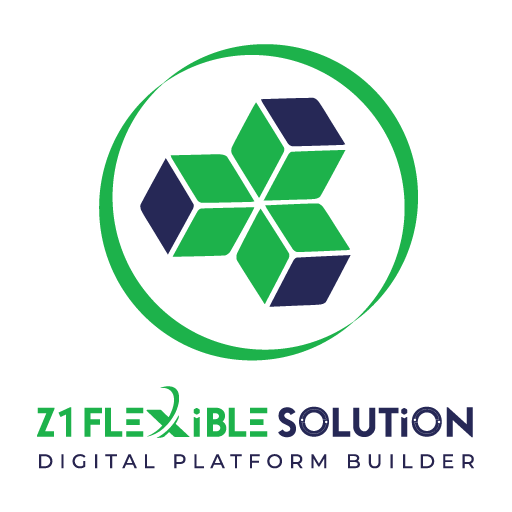 Z1 FLEXiBLE SOLUTiON
DIGITAL PLATFORM BUILDER